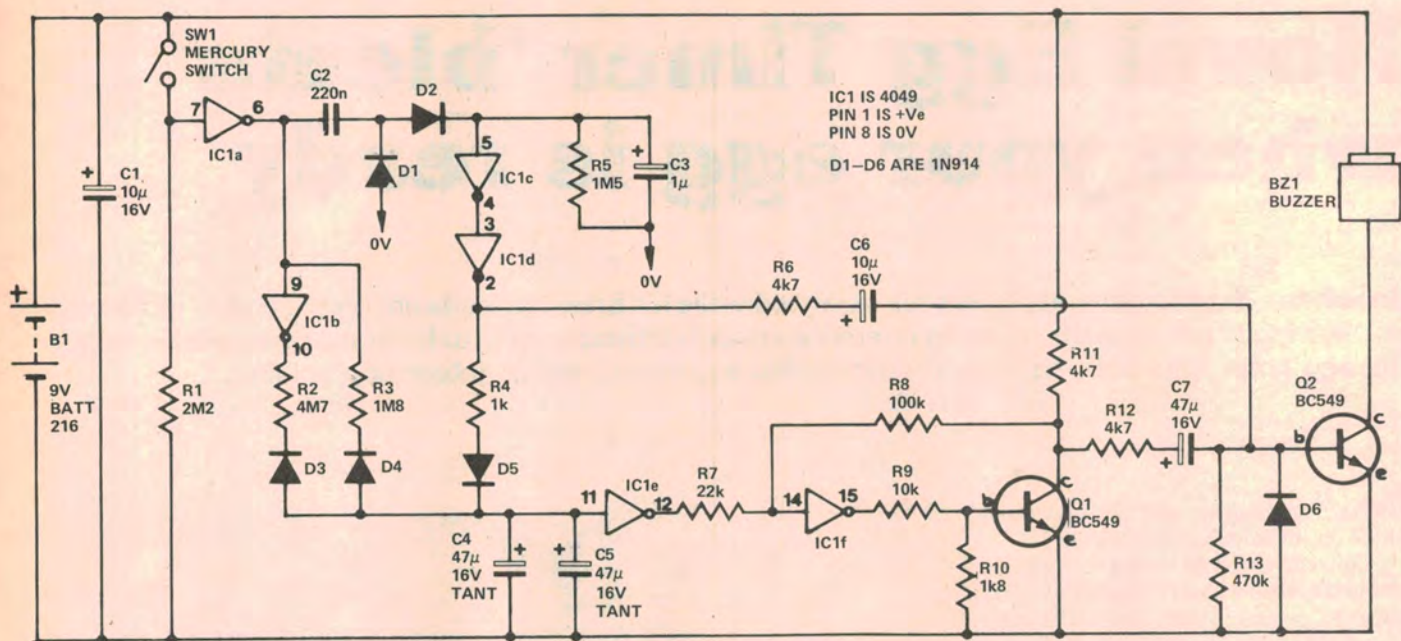 SW1
MERCURY
SWITCH
C2
220n
D2
7
6
IC1a
5
IC1 IS 4049
PIN 1 IS +Ve
PIN 8 IS 0V
D1–D6 ARE 1N914
+
C1
10µ
16V
D1
0V
IC1c
4
3
IC1d
2
R5
1M5
+
C3
1µ
0V
BZ1
BUZZER
R6
4k7
C6
10µ
16V
+
9
IC1b
10
+
B1
9V
BATT
216
R1
2M2
R2
4M7
R3
1M8
R4
1k
R11
4k7
R8
100k
R12
4k7
C7
47µ
16V
+
Q2
BC549
b
c
e
D3
D4
D5
11
IC1e
12
R7
22k
14
15
IC1f
R9
10k
b
c
e
Q1
BC549
D6
C4
47µ
16V
TANT
+
C5
47µ
16V
TANT
+
R10
1k8
R13
470k